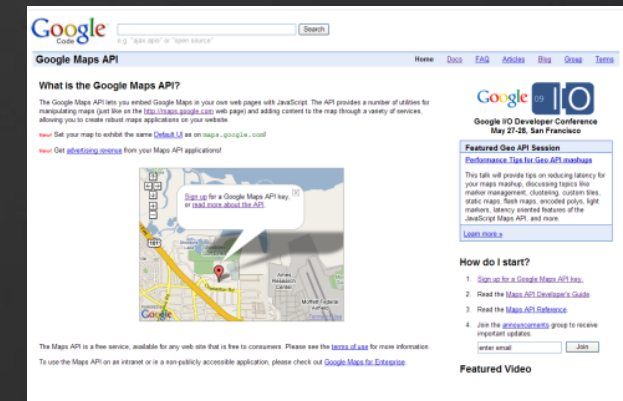 Google
Code
Search
e.g. "ajax apis" or "open source"
Google Maps API
Home Docs FAQ Articles Blog Group Terms
What is the Google Maps API?
The Google Maps API lets you embed Google Maps in your own web pages with JavaScript. The API provides a number of utilities for
manipulating maps (just like on the http://maps.google.com web page) and adding content to the map through a variety of services,
allowing you to create robust maps applications on your website.
New! Set your map to exhibit the same Default UI as on maps.google.com!
New! Get advertising revenue from your Maps API applications!
Sign up for a Google Maps API key,
or read more about the API.
101
Ames
Research
Center
Google
The Maps API is a free service, available for any web site that is free to consumers. Please see the terms of use for more information.
To use the Maps API on an intranet or in a non-publicly accessible application, please check out Google Maps for Enterprise.
Google 09 IO
Google I/O Developer Conference
May 27-28, San Francisco
Featured Geo API Session
Performance Tips for Geo API mashups
This talk will provide tips on reducing latency for
your maps mashup, discussing topics like
marker management, clustering, custom tiles,
static maps, flash maps, encoded polys, light
markers, latency oriented features of the
JavaScript Maps API, and more.
Learn more »
How do I start?
1. Sign up for a Google Maps API key.
2. Read the Maps API Developer's Guide.
3. Read the Maps API Reference.
4. Join the announcements group to receive
important updates.
enter email Join
Featured Video